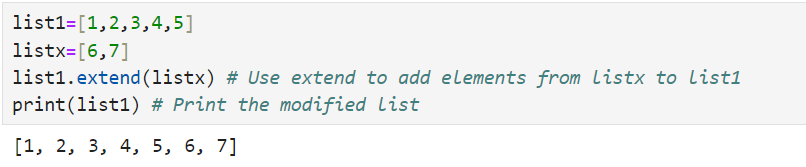 list1=[1,2,3,4,5]
listx=[6,7]
list1.extend(listx) # Use extend to add elements from listx to list1
print(list1) # Print the modified list
[1, 2, 3, 4, 5, 6, 7]